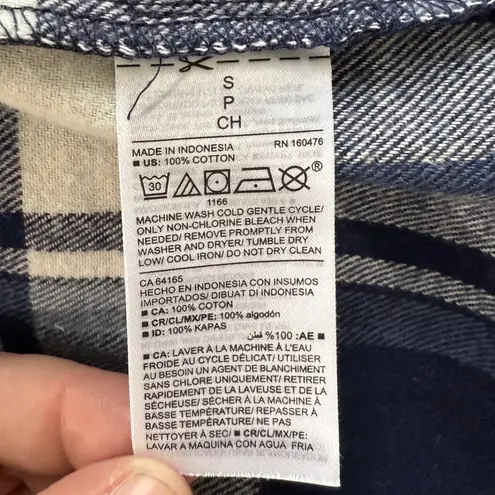 S
P
CH
MADE IN INDONESIA RN 160476
■ US: 100% COTTON
30 ®
1166
MACHINE WASH COLD GENTLE CYCLE/
ONLY NON-CHLORINE BLEACH WHEN
NEEDED/ REMOVE PROMPTLY FROM
WASHER AND DRYER/ TUMBLE DRY
LOW/ COOL IRON/ DO NOT DRY CLEAN
CA 64165
HECHO EN INDONESIA CON INSUMOS
IMPORTADOS/ DIBUAT DI INDONESIA
■ CA: 100% COTON
■ CR/CL/MX/PE: 100% algodón
■ ID: 100% KAPAS
■ AE: 100% قطن
■ CA: LAVER À LA MACHINE À L'EAU
FROIDE AU CYCLE DÉLICAT/ UTILISER
AU BESOIN UN AGENT DE BLANCHIMENT
SANS CHLORE UNIQUEMENT/ RETIRER
RAPIDEMENT DE LA LAVEUSE ET DE LA
SÉCHEUSE/ SÉCHER À LA MACHINE À
BASSE TEMPÉRATURE/ REPASSER À
BASSE TEMPÉRATURE/ NE PAS
NETTOYER À SEC/ ■ CR/CL/MX/PE:
LAVAR A MAQUINA CON AGUA FRIA